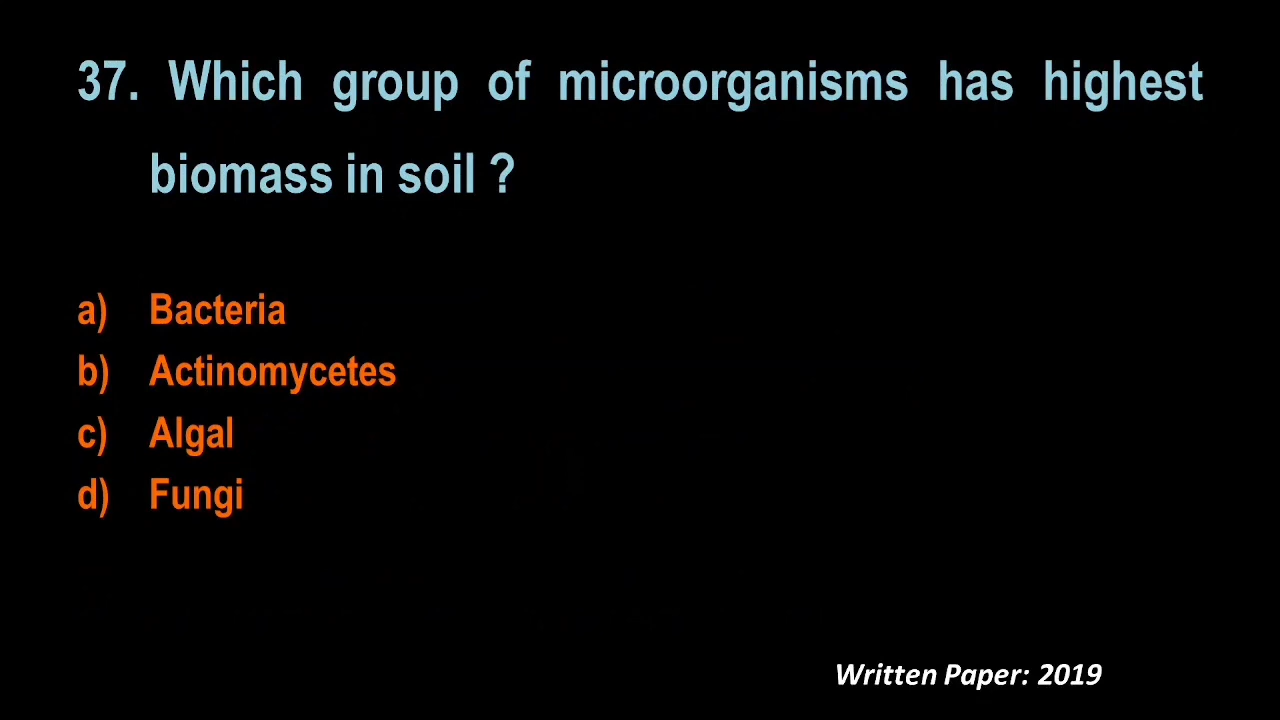 37. Which group of microorganisms has highest
biomass in soil ?
a) Bacteria
b) Actinomycetes
c) Algal
d) Fungi
Written Paper: 2019